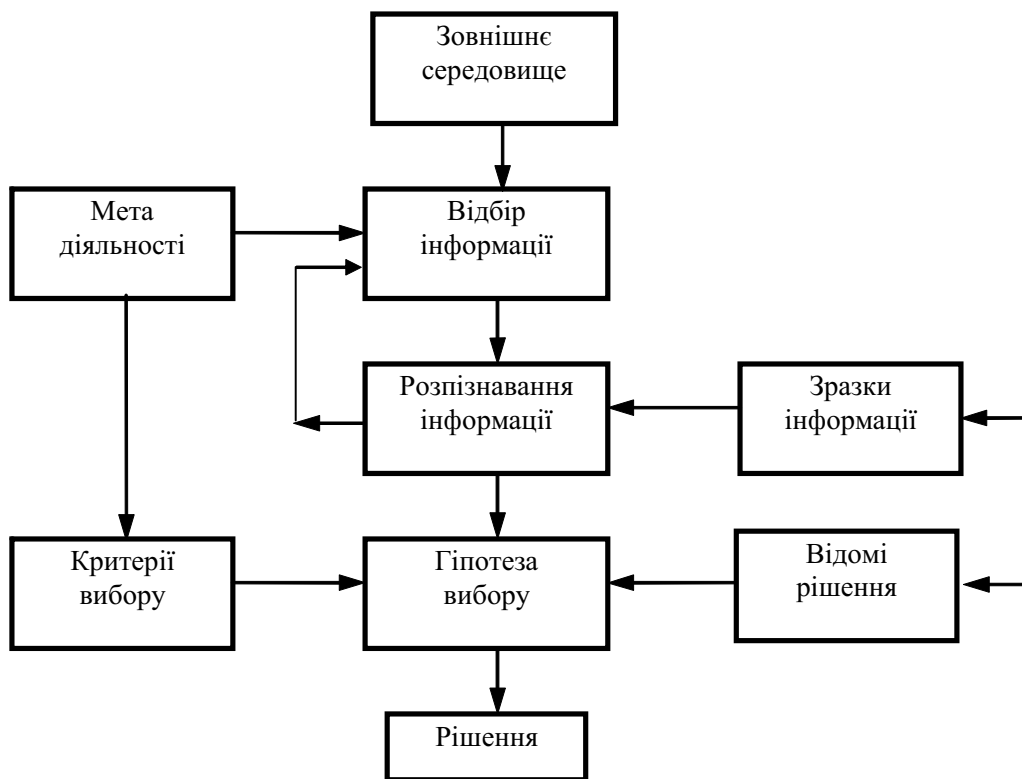 Зовнішнє
середовище
Мета
діяльності
Відбір
інформації
Розпізнавання
інформації
Зразки
інформації
Критерії
вибору
Гіпотеза
вибору
Відомі
рішення
Рішення